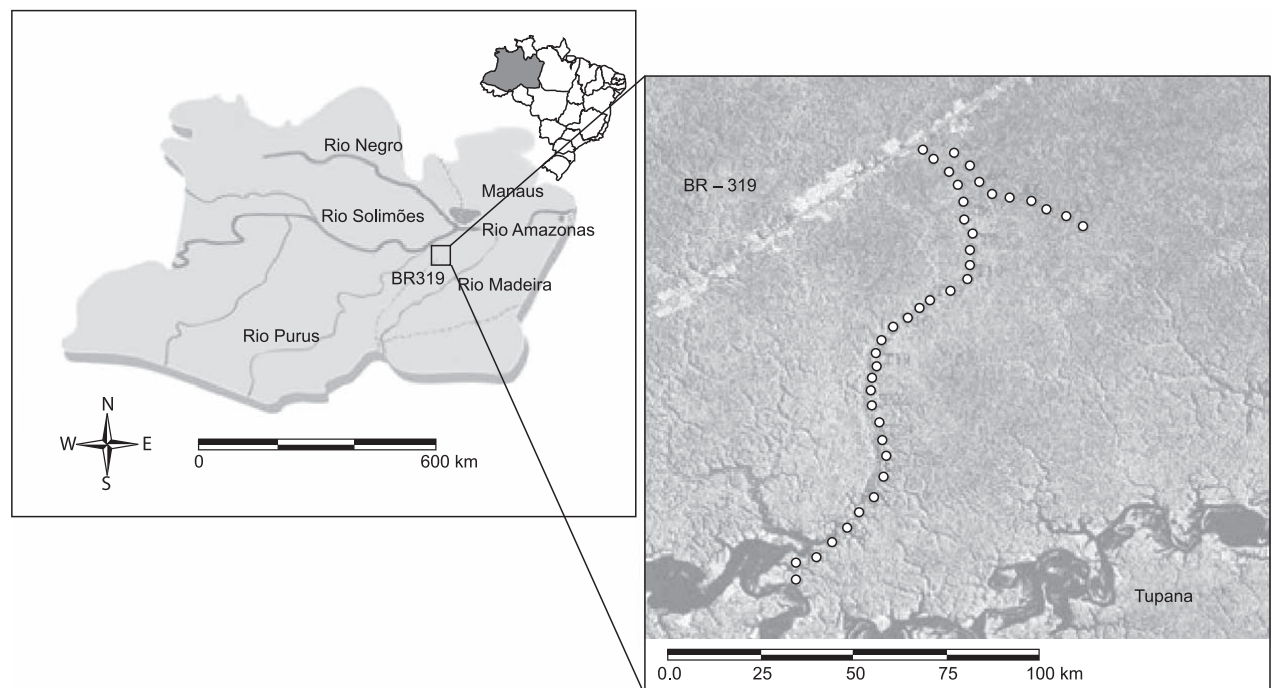 Rio Negro
Manaus
Rio Solimões
Rio Amazonas
BR319
Rio Madeira
Rio Purus
N
W E
S
0 600 km
BR – 319
Tupana
0.0 25 50 75 100 km